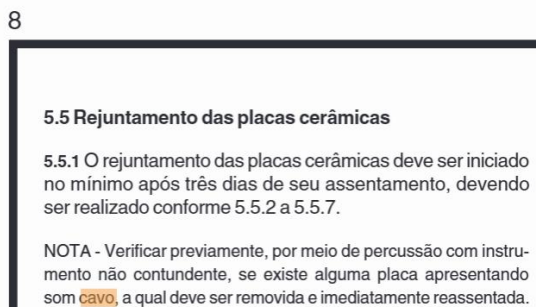 8
5.5 Rejuntamento das placas cerâmicas
5.5.1 O rejuntamento das placas cerâmicas deve ser iniciado
no mínimo após três dias de seu assentamento, devendo
ser realizado conforme 5.5.2 a 5.5.7.
NOTA - Verificar previamente, por meio de percussão com instru-
mento não contundente, se existe alguma placa apresentando
som cavo, a qual deve ser removida e imediatamente reassentada.